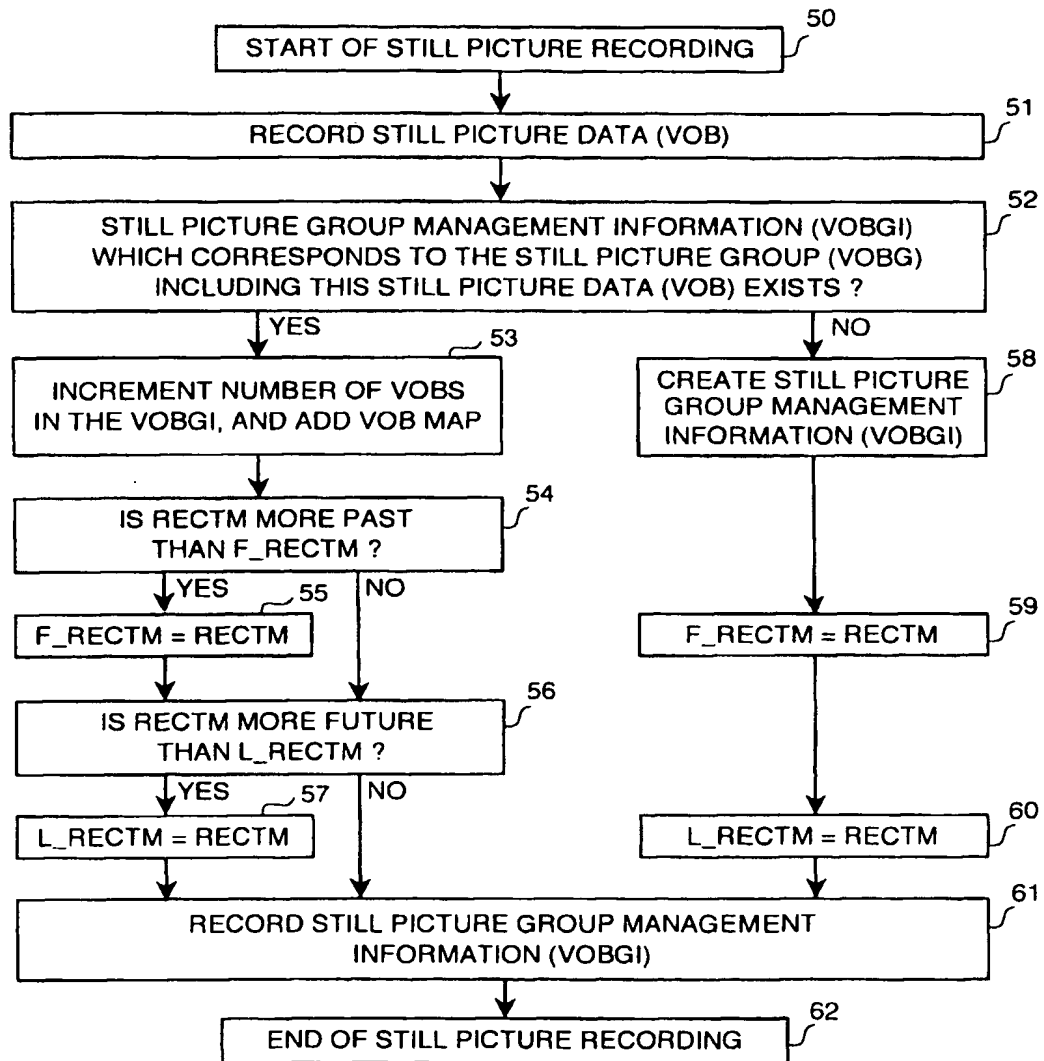 50
START OF STILL PICTURE RECORDING
51
RECORD STILL PICTURE DATA (VOB)
52
STILL PICTURE GROUP MANAGEMENT INFORMATION (VOBGI)
WHICH CORRESPONDS TO THE STILL PICTURE GROUP (VOBG)
INCLUDING THIS STILL PICTURE DATA (VOB) EXISTS ?
YES
NO
53
INCREMENT NUMBER OF VOBS
IN THE VOBGI, AND ADD VOB MAP
58
CREATE STILL PICTURE
GROUP MANAGEMENT
INFORMATION (VOBGI)
54
IS RECTM MORE PAST
THAN F_RECTM ?
YES
NO
55
F_RECTM = RECTM
59
F_RECTM = RECTM
56
IS RECTM MORE FUTURE
THAN L_RECTM ?
YES
NO
57
L_RECTM = RECTM
60
L_RECTM = RECTM
61
RECORD STILL PICTURE GROUP MANAGEMENT
INFORMATION (VOBGI)
62
END OF STILL PICTURE RECORDING